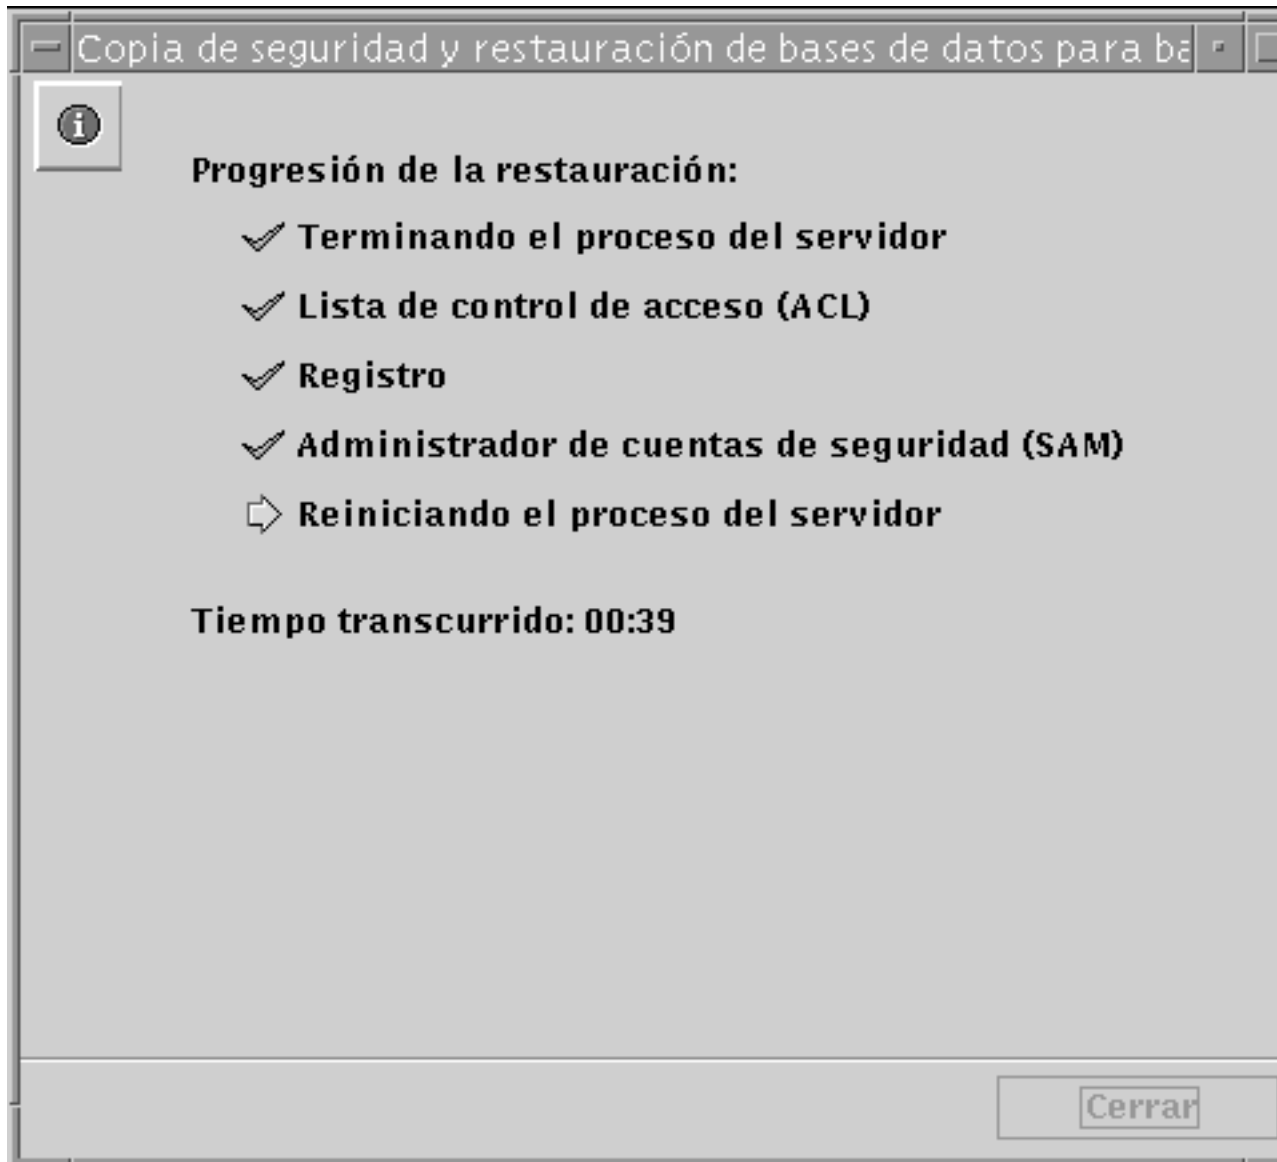 Copia de seguridad y restauración de bases de datos para ba
Progresión de la restauración:
Terminando el proceso del servidor
Lista de control de acceso (ACL)
Registro
Administrador de cuentas de seguridad (SAM)
Reiniciando el proceso del servidor
Tiempo transcurrido: 00:39
Cerrar